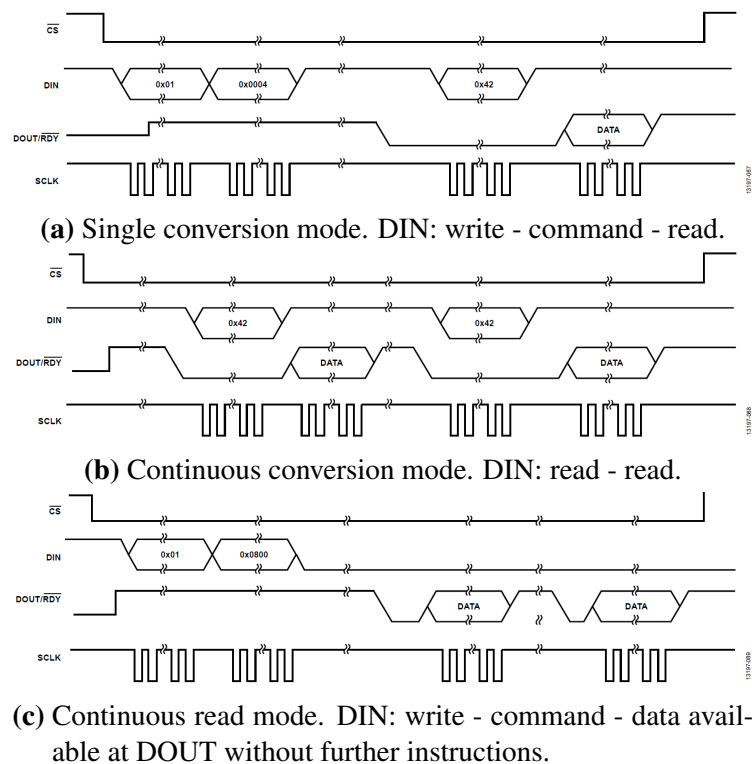 CS
DIN 0x01 0x0004 0x42
DOUT/RDY DATA
SCLK
13197-087
(a) Single conversion mode. DIN: write - command - read.
CS
DIN 0x42 0x42
DOUT/RDY DATA DATA
SCLK
13197-088
(b) Continuous conversion mode. DIN: read - read.
CS
DIN 0x01 0x0800
DOUT/RDY DATA DATA
SCLK
13197-089
(c) Continuous read mode. DIN: write - command - data avail-
able at DOUT without further instructions.